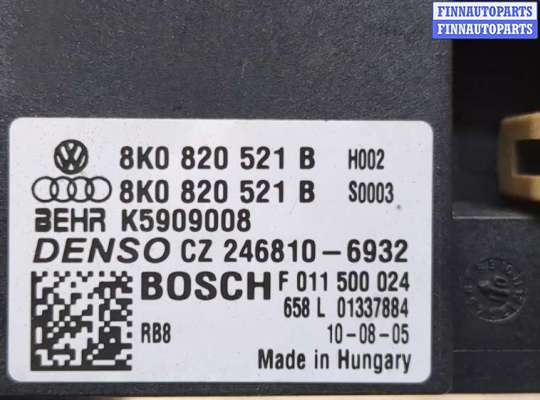 FINNAUTOPARTS
FINNAUTOPARTS
8K0 820 521 B H002
8K0 820 521 B S0003
BEHR K5909008
DENSO CZ 246810-6932
BOSCH F 011 500 024
658 L 01337884
RB8 10-08-05
Made in Hungary